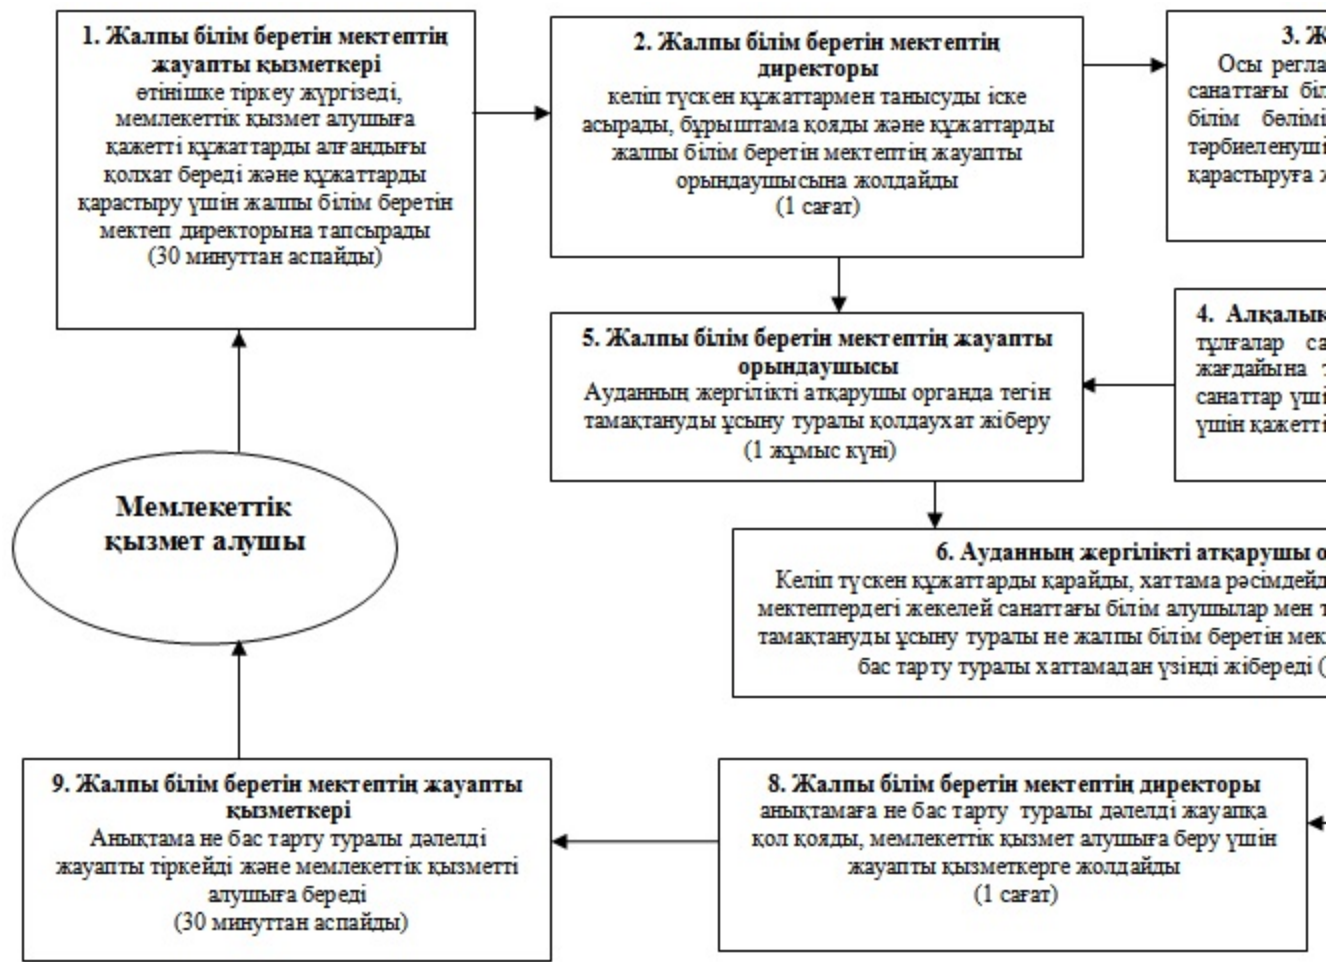 1. Жалпы білім беретін мектептің
жауапты қызметкері
өтінішке тіркеу жүргізеді,
мемлекеттік қызмет алушыға
қажетті құжаттарды алғандығы
қолхат береді және құжаттарды
қарастыру үшін жалпы білім беретін
мектеп директорына тапсырады
(30 минуттан аспайды)
2. Жалпы білім беретін мектептің
директоры
келіп түскен құжаттармен танысуды іске
асырады, бұрыштама қояды және құжаттарды
жалпы білім беретін мектептің жауапты
орындаушысына жолдайды
(1 сағат)
3. Ж
Осы регла
санаттағы біл
білім бөлімі
тәрбиеленуші
қарастыруға ж
4. Алқалық
тұлғалар са
жағдайына т
санаттар үші
үшін қажетті
5. Жалпы білім беретін мектептің жауапты
орындаушысы
Ауданның жергілікті атқарушы органда тегін
тамақтануды ұсыну туралы қолдаухат жіберу
(1 жұмыс күні)
Мемлекеттік
қызмет алушы
6. Ауданның жергілікті атқарушы о
Келіп түскен құжаттарды қарайды, хаттама рәсімдейд
мектептердегі жекелей санаттағы білім алушылар мен т
тамақтануды ұсыну туралы не жалпы білім беретін мек
бас тарту туралы хаттамадан үзінді жібереді (
9. Жалпы білім беретін мектептің жауапты
қызметкері
Анықтама не бас тарту туралы дәлелді
жауапты тіркейді және мемлекеттік қызметті
алушыға береді
(30 минуттан аспайды)
8. Жалпы білім беретін мектептің директоры
анықтамаға не бас тарту туралы дәлелді жауапқа
қол қояды, мемлекеттік қызмет алушыға беру үшін
жауапты қызметкерге жолдайды
(1 сағат)